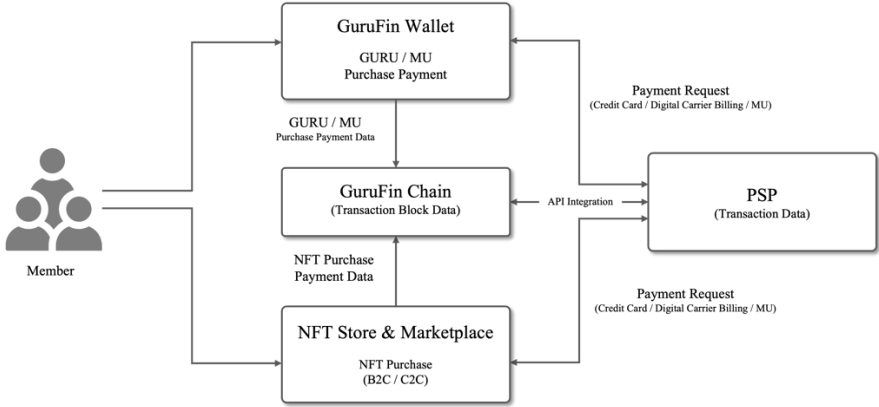 GuruFin Wallet
GURU / MU
Purchase Payment
Payment Request
(Credit Card / Digital Carrier Billing / MU)
GURU / MU
Purchase Payment Data
GuruFin Chain
(Transaction Block Data)
API Integration
PSP
(Transaction Data)
Member
NFT Purchase
Payment Data
Payment Request
(Credit Card / Digital Carrier Billing / MU)
NFT Store & Marketplace
NFT Purchase
(B2C / C2C)